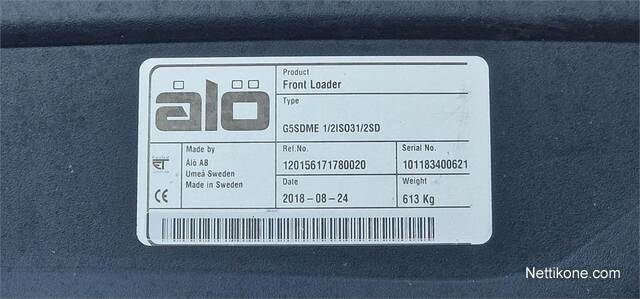 älö
Product
Front Loader
Type
G5SDME 1/2ISO31/2SD
Made by
Ålö AB
Umeå Sweden
Made in Sweden
Ref.No.
120156171780020
Serial No.
101183400621
Date
2018-08-24
Weight
613 Kg
CE
Nettikone.com